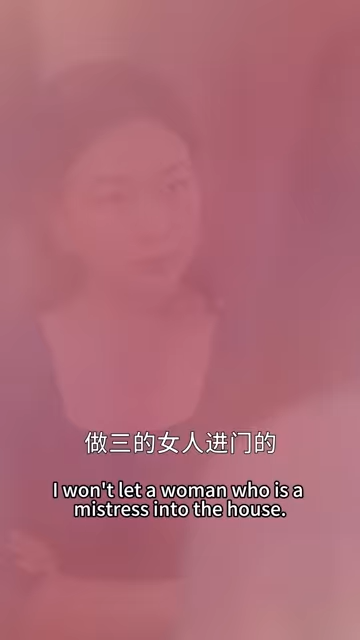 做三的女人进门的
I won't let a woman who is a
mistress into the house.